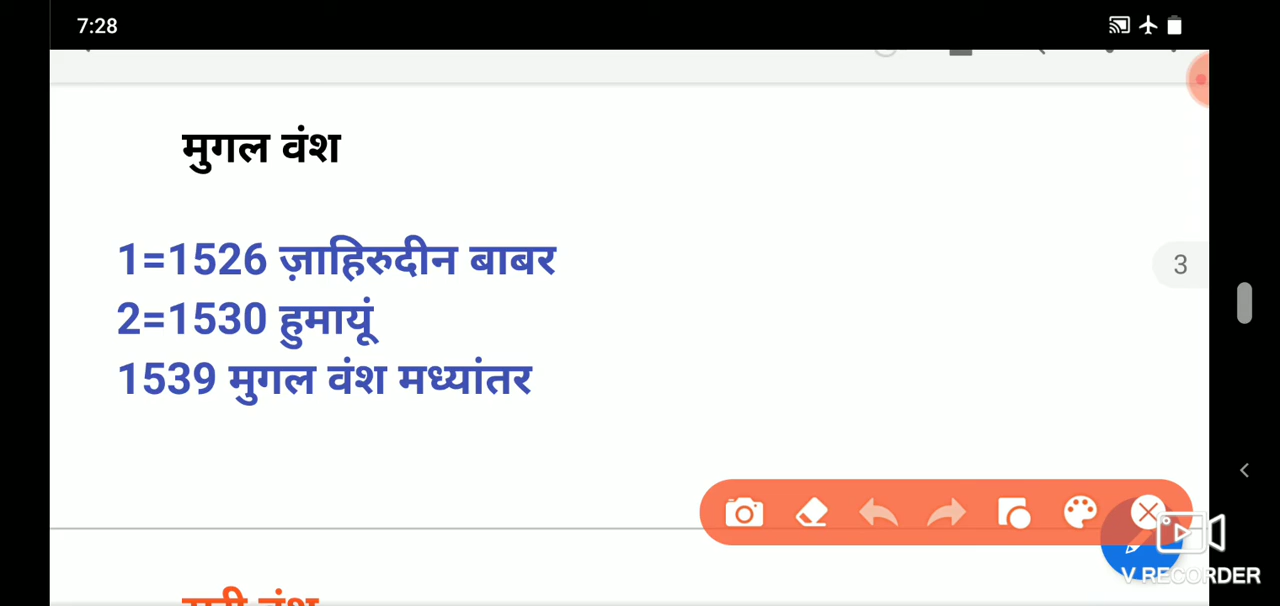 7:28
मुगल वंश
1=1526 ज़ाहिरुदीन बाबर
3
2=1530 हुमायूं
1539 मुगल वंश मध्यांतर
V RECORDER
वंश